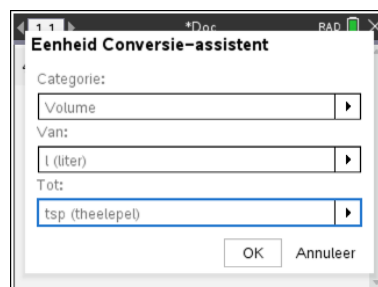 1.1 *Doc RAD
Eenheid Conversie-assistent
Categorie:
Volume
Van:
l (liter)
Tot:
tsp (theelepel)
OK Annuleer